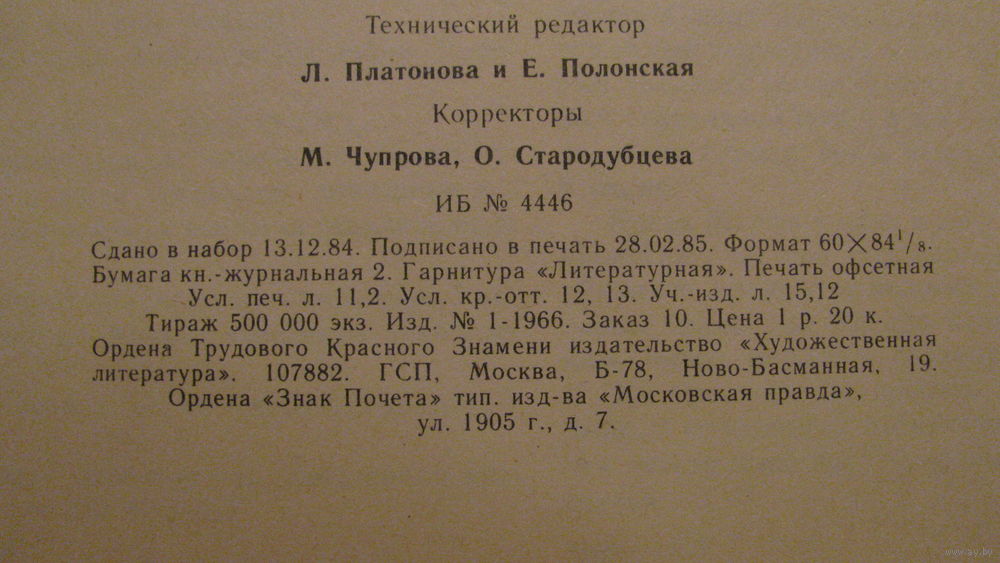 Технический редактор
Л. Платонова и Е. Полонская
Корректоры
М. Чупрова, О. Стародубцева
ИБ № 4446
Сдано в набор 13.12.84. Подписано в печать 28.02.85. Формат 60×84¹/₈.
Бумага кн.-журнальная 2. Гарнитура «Литературная». Печать офсетная
Усл. печ. л. 11,2. Усл. кр.-отт. 12, 13. Уч.-изд. л. 15,12
Тираж 500 000 экз. Изд. № 1-1966. Заказ 10. Цена 1 р. 20 к.
Ордена Трудового Красного Знамени издательство «Художественная
литература». 107882. ГСП, Москва, Б-78, Ново-Басманная, 19.
Ордена «Знак Почета» тип. изд-ва «Московская правда»,
ул. 1905 г., д. 7.
www.ay.by